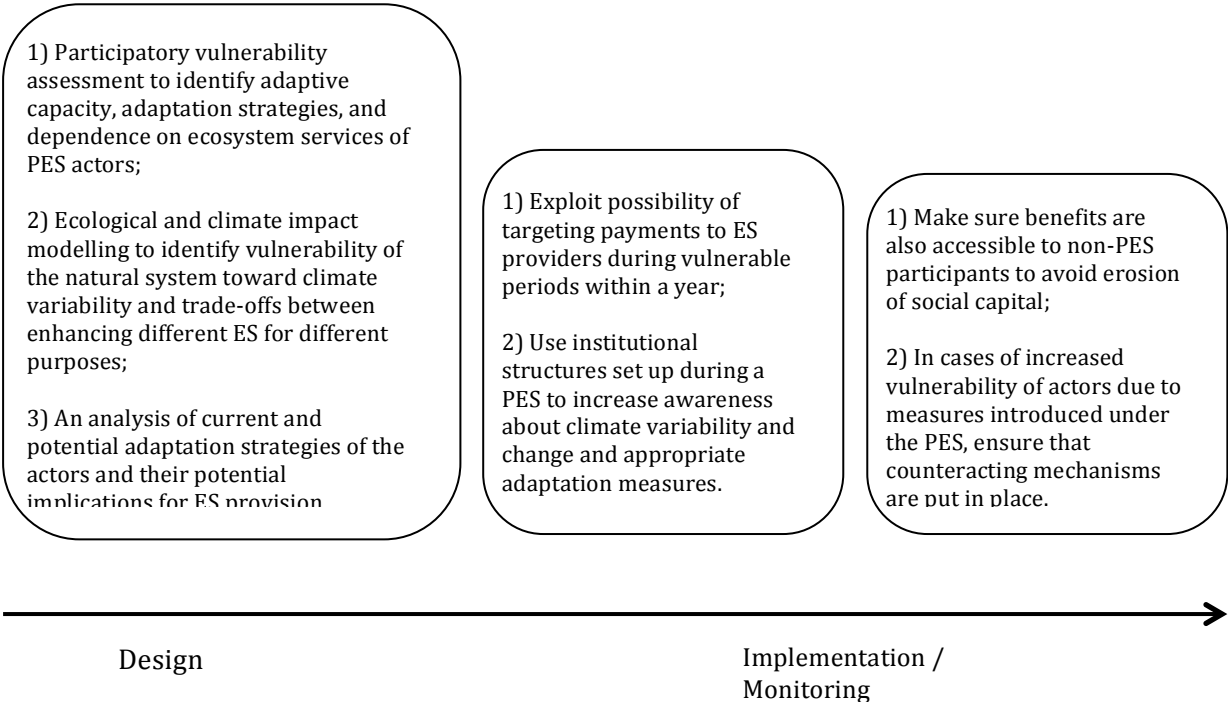 1) Participatory vulnerability
assessment to identify adaptive
capacity, adaptation strategies, and
dependence on ecosystem services of
PES actors;
2) Ecological and climate impact
modelling to identify vulnerability of
the natural system toward climate
variability and trade-offs between
enhancing different ES for different
purposes;
3) An analysis of current and
potential adaptation strategies of the
actors and their potential
implications for ES provision
1) Exploit possibility of
targeting payments to ES
providers during vulnerable
periods within a year;
2) Use institutional
structures set up during a
PES to increase awareness
about climate variability and
change and appropriate
adaptation measures.
1) Make sure benefits are
also accessible to non-PES
participants to avoid erosion
of social capital;
2) In cases of increased
vulnerability of actors due to
measures introduced under
the PES, ensure that
counteracting mechanisms
are put in place.
Design
Implementation /
Monitoring